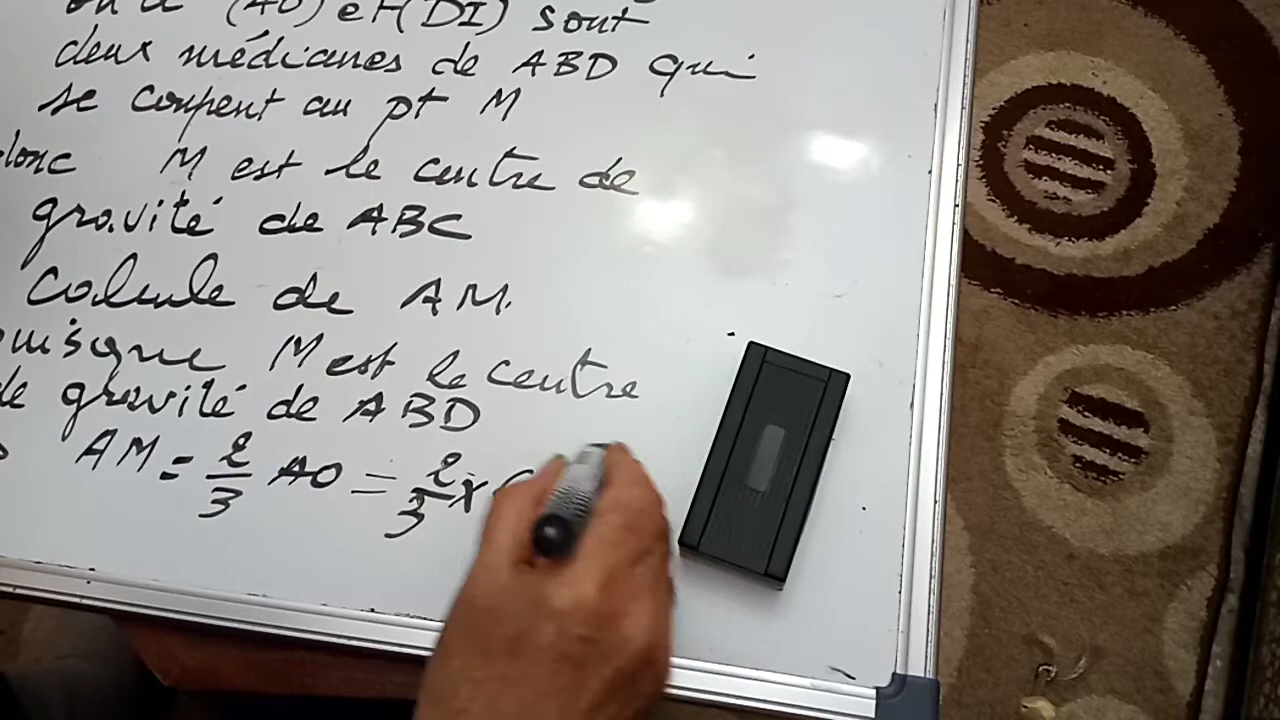 on a (AO) et (DI) sont
deux médianes de ABD qui
se coupent au pt M
donc M est le centre de
gravité de ABC
Calcule de AM.
puisque M est le centre
de gravité de ABD
AM = 2/3 AO = 2/3 x